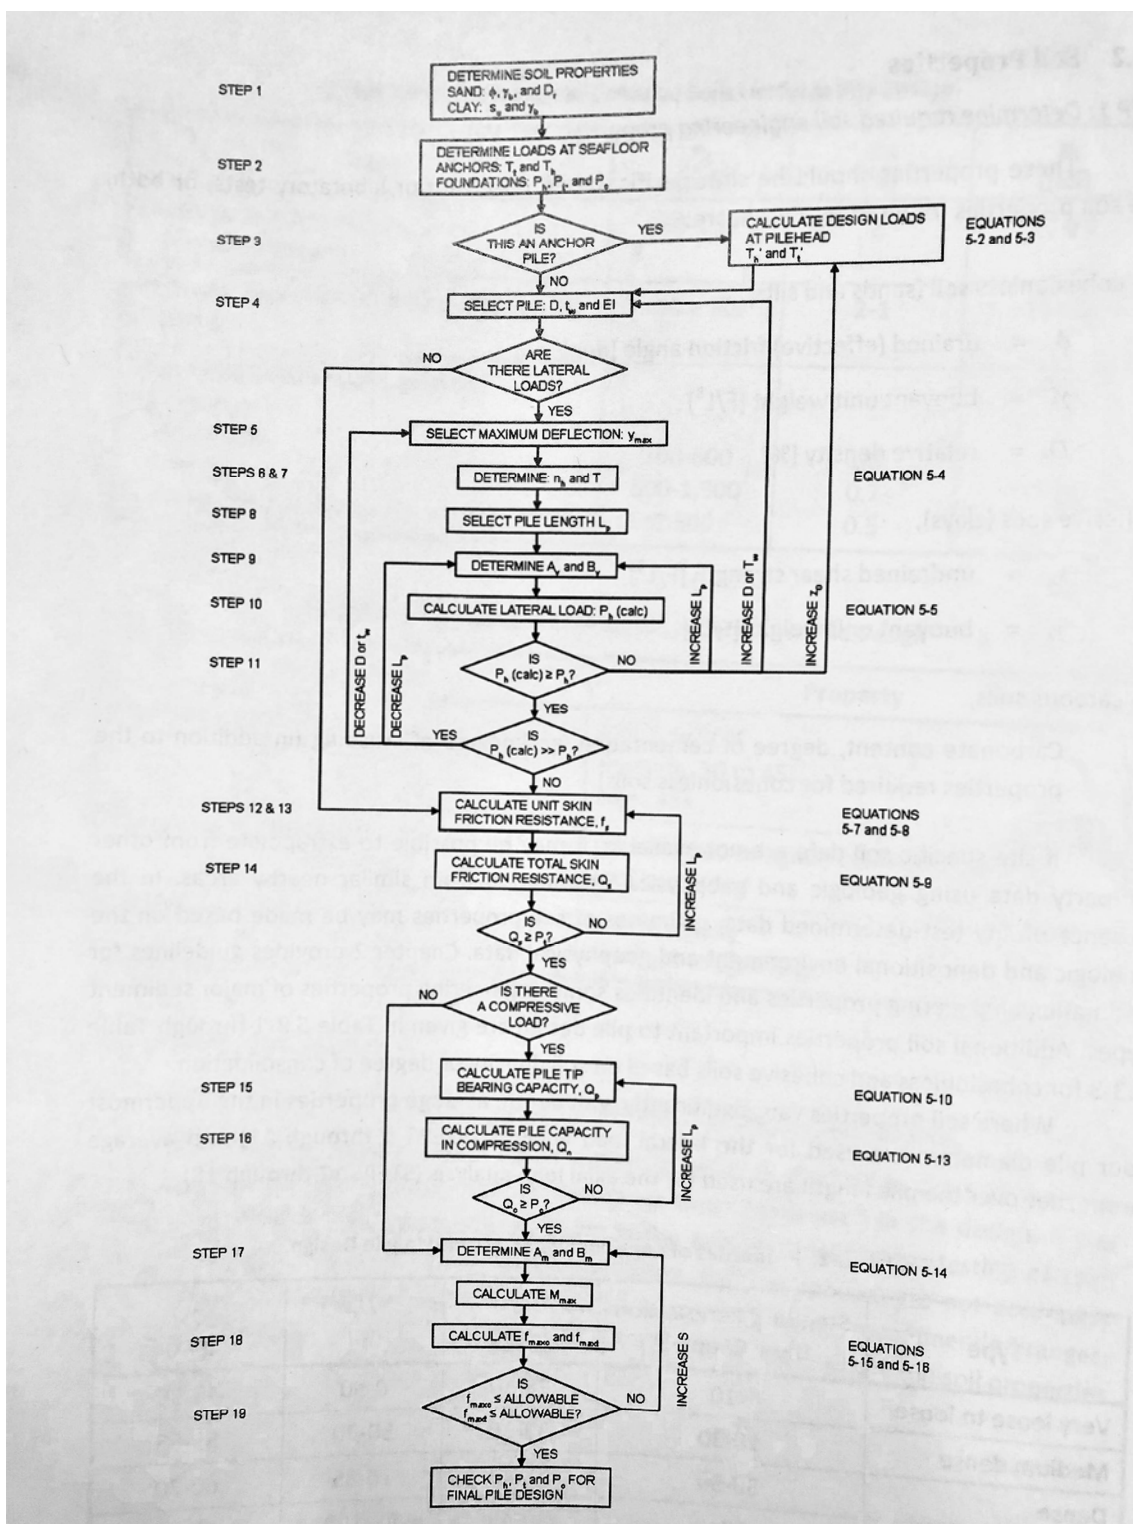 STEP 1
DETERMINE SOIL PROPERTIES
SAND: ϕ, γb, and Dr
CLAY: su and γb
STEP 2
DETERMINE LOADS AT SEAFLOOR
ANCHORS: Tt and Th
FOUNDATIONS: Ph, Pt, and Pc
STEP 3
IS
THIS AN ANCHOR
PILE?
YES
NO
CALCULATE DESIGN LOADS
AT PILEHEAD
Th' and Tt'
EQUATIONS
5-2 and 5-3
STEP 4
SELECT PILE: D, tw and EI
ARE
THERE LATERAL
LOADS?
NO
YES
STEP 5
SELECT MAXIMUM DEFLECTION: ymax
STEPS 6 & 7
DETERMINE: nh and T
EQUATION 5-4
STEP 8
SELECT PILE LENGTH Lp
STEP 9
DETERMINE Ay and By
STEP 10
CALCULATE LATERAL LOAD: Ph (calc)
EQUATION 5-5
STEP 11
IS
Ph (calc) ≥ Ph?
NO
YES
INCREASE Lp
INCREASE D OR Tw
INCREASE zo
DECREASE D or tw
DECREASE Lp
IS
Ph (calc) >> Ph?
YES
NO
STEPS 12 & 13
CALCULATE UNIT SKIN
FRICTION RESISTANCE, fs
EQUATIONS
5-7 and 5-8
STEP 14
CALCULATE TOTAL SKIN
FRICTION RESISTANCE, Qs
EQUATION 5-9
INCREASE Lp
IS
Qs ≥ Pt?
NO
YES
IS THERE
A COMPRESSIVE
LOAD?
NO
YES
STEP 15
CALCULATE PILE TIP
BEARING CAPACITY, Qp
EQUATION 5-10
STEP 16
CALCULATE PILE CAPACITY
IN COMPRESSION, Qn
EQUATION 5-13
INCREASE Lp
IS
Qc ≥ Pc?
NO
YES
STEP 17
DETERMINE Am and Bm
EQUATION 5-14
CALCULATE Mmax
STEP 18
CALCULATE fmaxc and fmaxt
EQUATIONS
5-15 and 5-16
INCREASE S
STEP 19
IS
fmaxc ≤ ALLOWABLE
fmaxt ≤ ALLOWABLE?
NO
YES
CHECK Ph, Pt and Pc FOR
FINAL PILE DESIGN